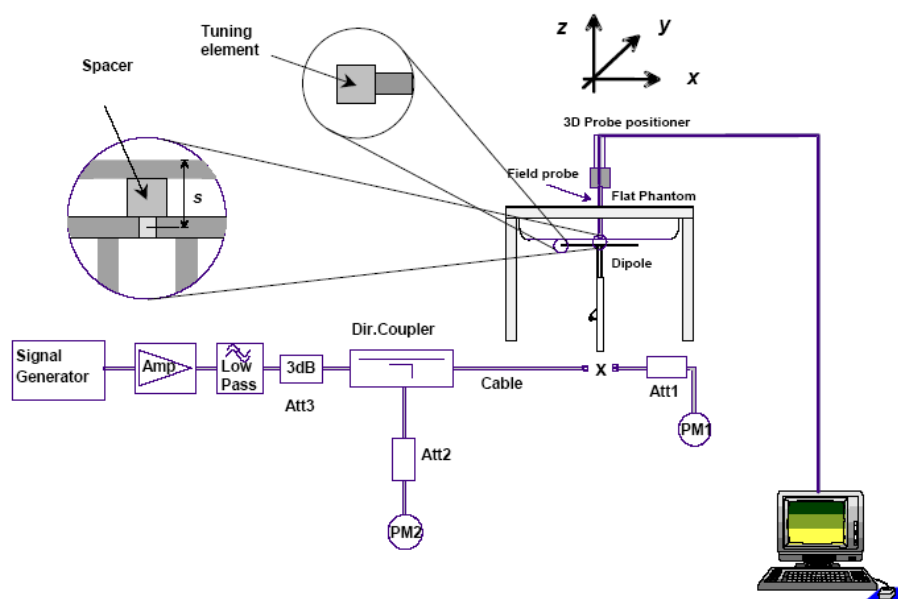 Tuning
element
Spacer
z
y
x
3D Probe positioner
Field probe
Flat Phantom
s
Dipole
Dir.Coupler
Signal
Generator
Amp
Low
Pass
3dB
Att3
Cable
X
Att1
PM1
Att2
PM2